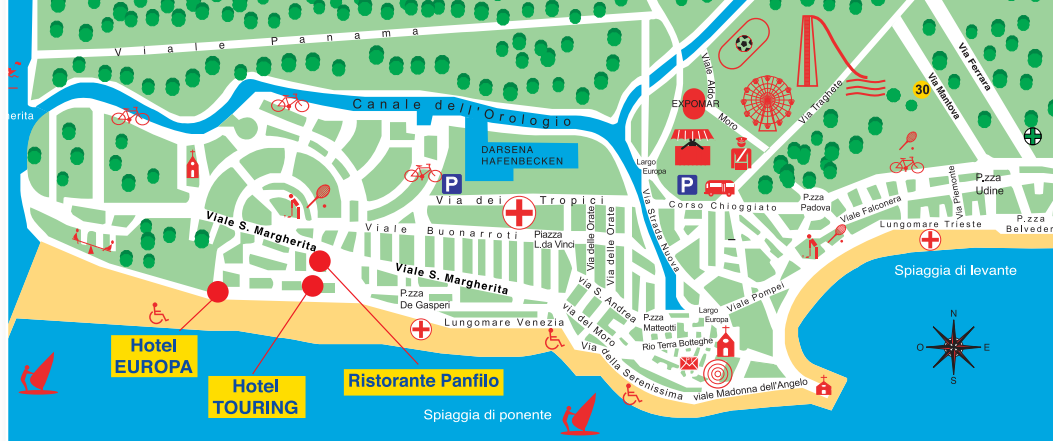 Viale Panama
Via Ferrara
Via Mantova
30
Viale Aldo
Moro
EXPOMAR
Via Traghete
Canale dell'Orologio
gherita
DARSENA
HAFENBECKEN
P
Largo
Europa
P
P.zza
Udine
Via Piemonte
Via dei Tropici
Corso Chioggiato
P.zza
Padova
Viale Falconera
Viale S. Margherita
Viale Buonarroti
Piazza
L.da Vinci
Via delle Orate
Via delle Orate
Via Strada Nuova
Lungomare Trieste
P.zza
Belveder
Spiaggia di levante
Viale S. Margherita
P.zza
De Gasperi
via S. Andrea
Viale Pompei
Largo
Europa
P.zza
Matteotti
Lungomare Venezia
via del Moro
Rio Terra Botteghe
Via della Serenissima
viale Madonna dell'Angelo
Hotel
EUROPA
Hotel
TOURING
Ristorante Panfilo
Spiaggia di ponente
N
O
E
S